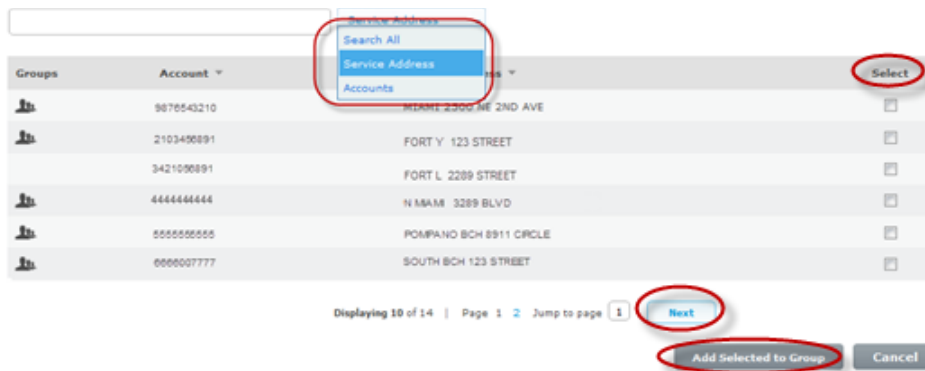 Service Address
Search All
Service Address
Accounts
Groups Account Select
9876543210 MIAMI 2300 NE 2ND AVE
2103456891 FORT Y 123 STREET
3421056891 FORT L 2289 STREET
4444444444 N MIAMI 3289 BLVD
5555555555 POMPANO BCH 8911 CIRCLE
6666007777 SOUTH BCH 123 STREET
Displaying 10 of 14 | Page 1 2 Jump to page 1 Next
Add Selected to Group Cancel